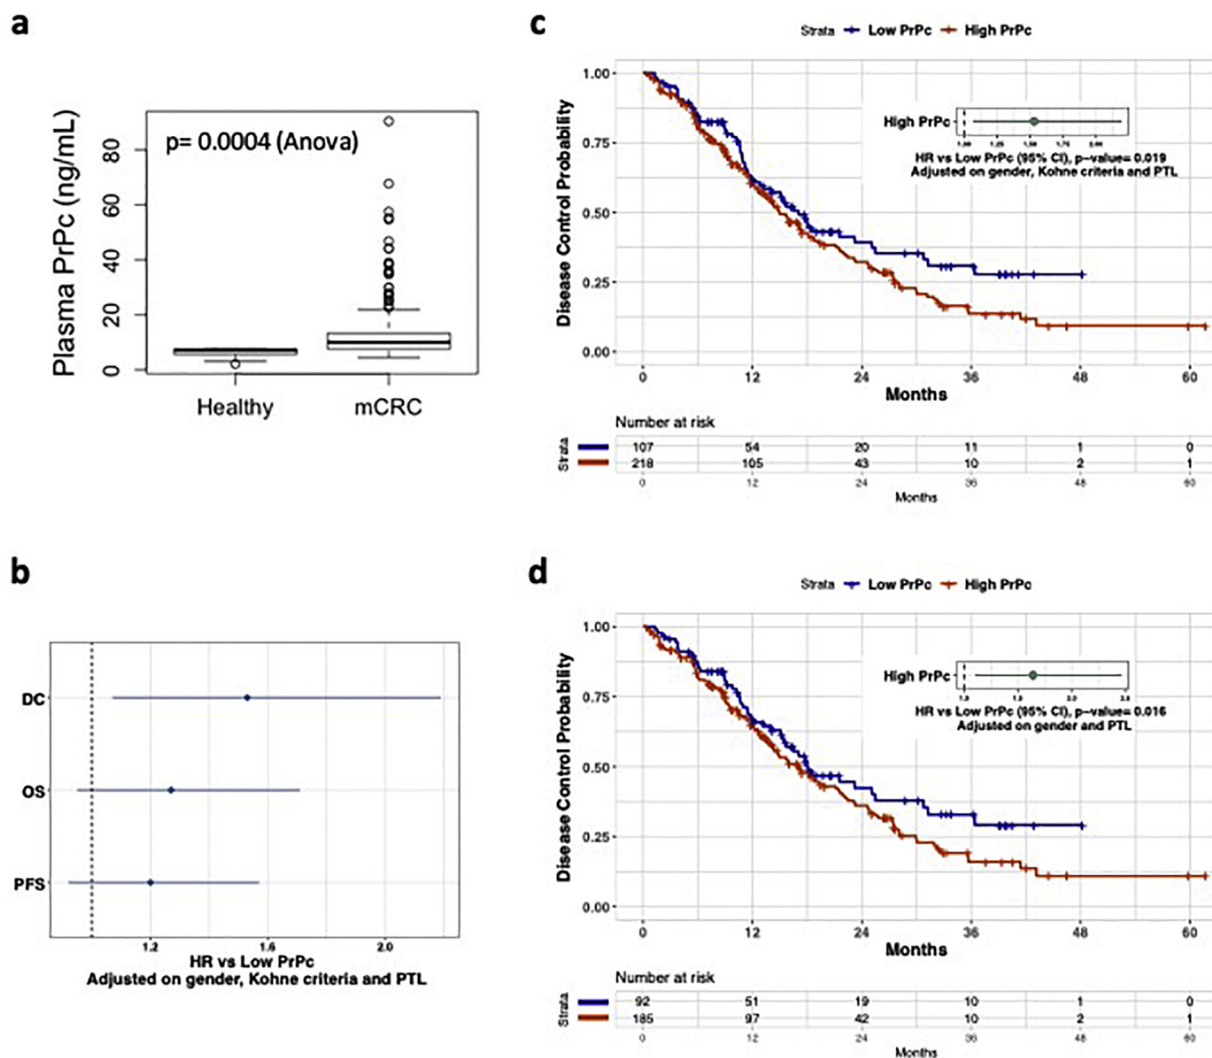 a
p= 0.0004 (Anova)
Plasma PrPc (ng/mL)
80
60
40
20
0
Healthy mCRC
b
DC
OS
PFS
1.2 1.6 2.0
HR vs Low PrPc
Adjusted on gender, Kohne criteria and PTL
c
Strata Low PrPc High PrPc
Disease Control Probability
1.00
0.75
0.50
0.25
0.00
High PrPc
HR vs Low PrPc (95% CI), p-value= 0.019
Adjusted on gender, Kohne criteria and PTL
0 12 24 36 48 60
Months
Number at risk
Strata
107 54 20 11 1 0
218 105 43 10 2 1
0 12 24 36 48 60
Months
d
Strata Low PrPc High PrPc
Disease Control Probability
1.00
0.75
0.50
0.25
0.00
High PrPc
HR vs Low PrPc (95% CI), p-value= 0.016
Adjusted on gender and PTL
0 12 24 36 48 60
Months
Number at risk
Strata
92 51 19 10 1 0
185 97 42 10 2 1
0 12 24 36 48 60
Months